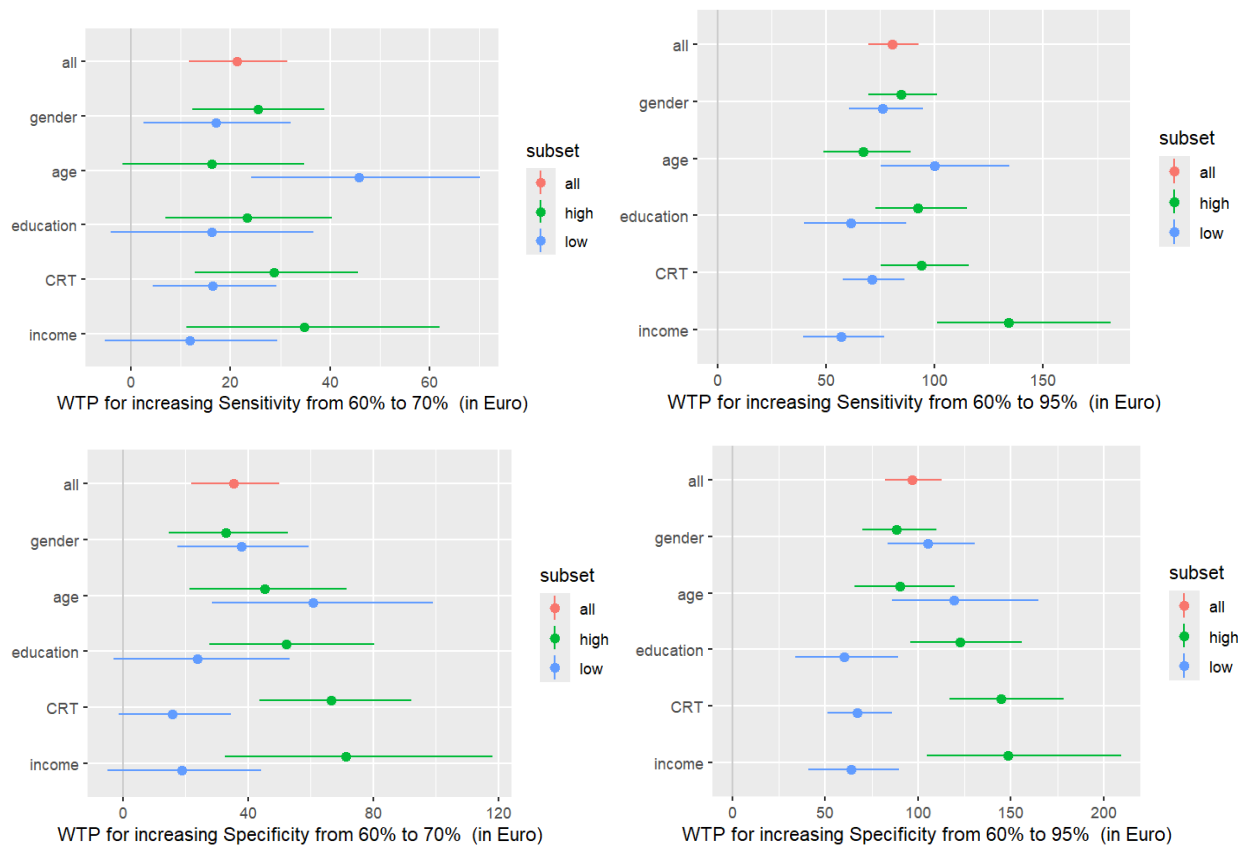 all
gender
age
education
CRT
income
0
20
40
60
WTP for increasing Sensitivity from 60% to 70%  (in Euro)
subset
all
high
low
all
gender
age
education
CRT
income
0
50
100
150
WTP for increasing Sensitivity from 60% to 95%  (in Euro)
subset
all
high
low
all
gender
age
education
CRT
income
0
40
80
120
WTP for increasing Specificity from 60% to 70%  (in Euro)
subset
all
high
low
all
gender
age
education
CRT
income
0
50
100
150
200
WTP for increasing Specificity from 60% to 95%  (in Euro)
subset
all
high
low